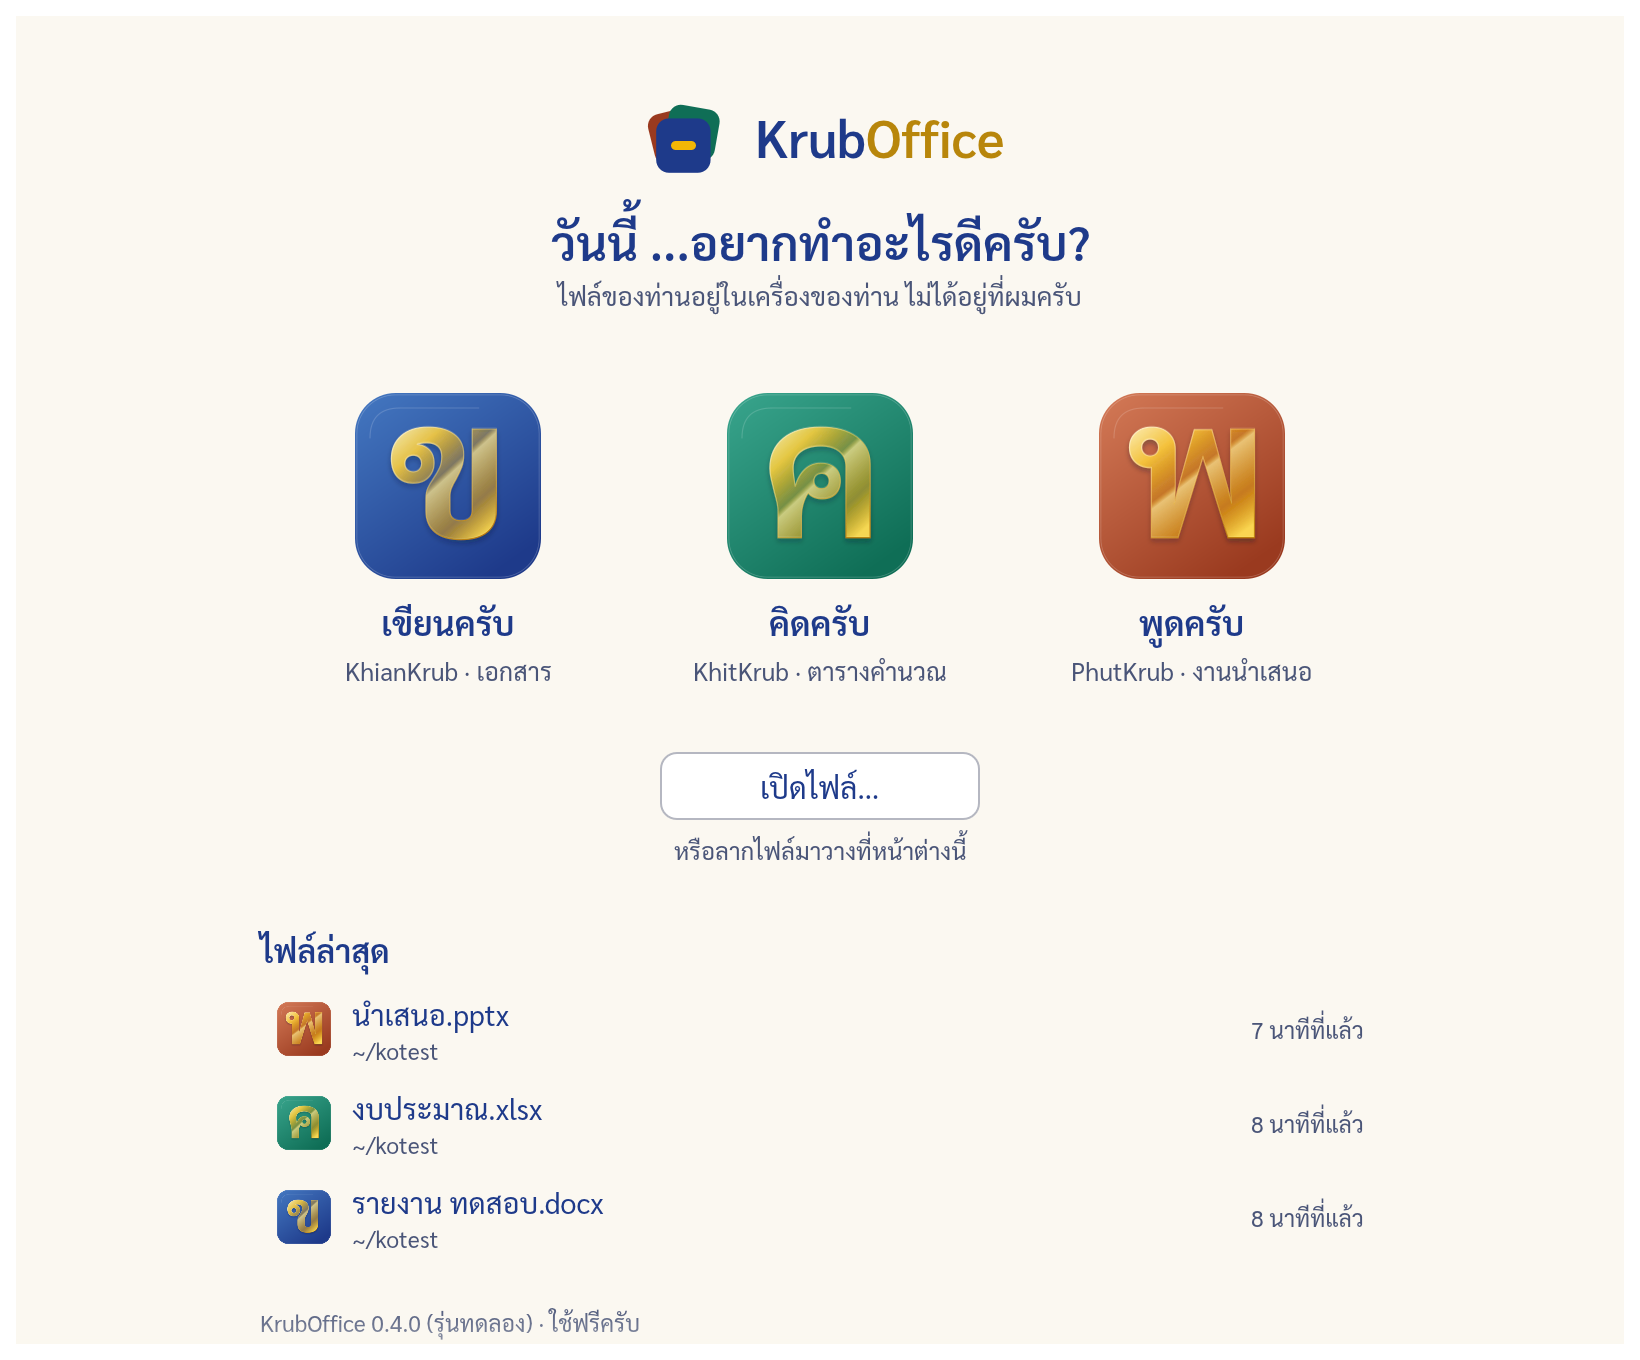 KrubOffice
วันนี้ ...อยากทำอะไรดีครับ?
ไฟล์ของท่านอยู่ในเครื่องของท่าน ไม่ได้อยู่ที่ผมครับ
ข ค พ
เขียนครับ คิดครับ พูดครับ
KhianKrub · เอกสาร KhitKrub · ตารางคำนวณ PhutKrub · งานนำเสนอ
เปิดไฟล์...
หรือลากไฟล์มาวางที่หน้าต่างนี้
ไฟล์ล่าสุด
พ นำเสนอ.pptx 7 นาทีที่แล้ว
~/kotest
ค งบประมาณ.xlsx 8 นาทีที่แล้ว
~/kotest
ข รายงาน ทดสอบ.docx 8 นาทีที่แล้ว
~/kotest
KrubOffice 0.4.0 (รุ่นทดลอง) · ใช้ฟรีครับ